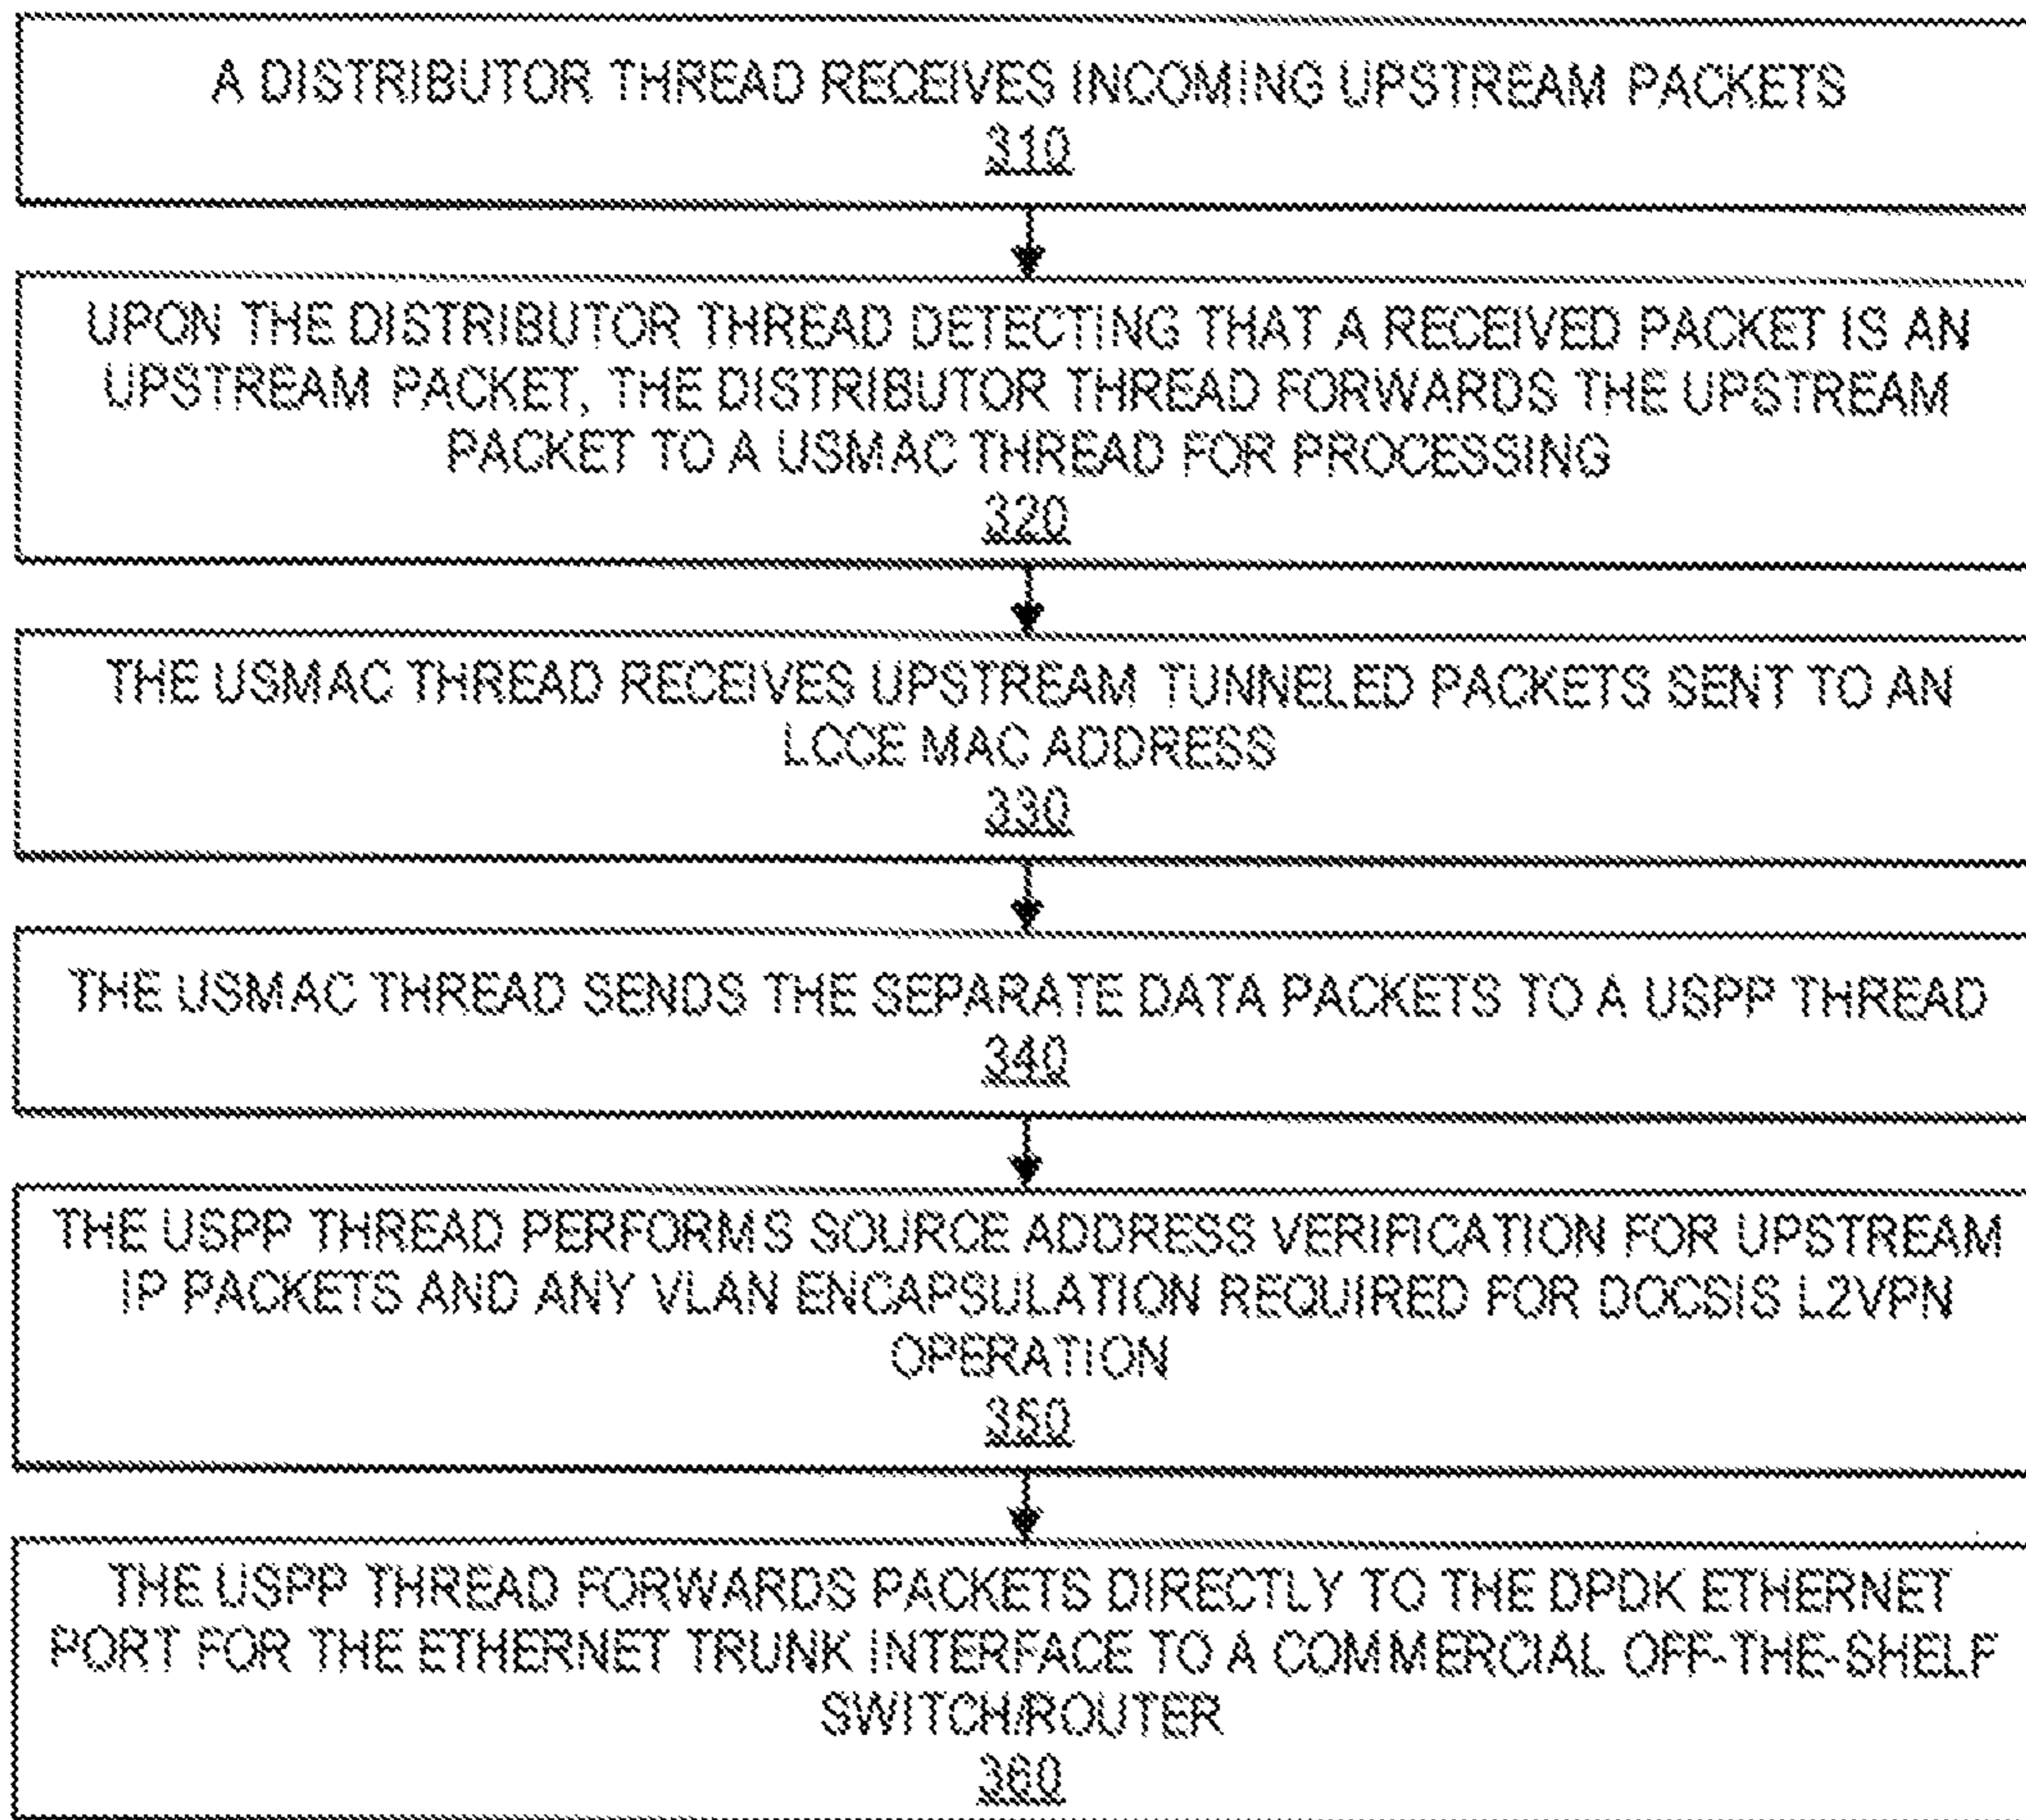 A DISTRIBUTOR THREAD RECEIVES INCOMING UPSTREAM PACKETS
310
UPON THE DISTRIBUTOR THREAD DETECTING THAT A RECEIVED PACKET IS AN
UPSTREAM PACKET, THE DISTRIBUTOR THREAD FORWARDS THE UPSTREAM
PACKET TO A USMAC THREAD FOR PROCESSING
320
THE USMAC THREAD RECEIVES UPSTREAM TUNNELED PACKETS SENT TO AN
LCCE MAC ADDRESS
330
THE USMAC THREAD SENDS THE SEPARATE DATA PACKETS TO A USPP THREAD
340
THE USPP THREAD PERFORMS SOURCE ADDRESS VERIFICATION FOR UPSTREAM
IP PACKETS AND ANY VLAN ENCAPSULATION REQUIRED FOR DOCSIS L2VPN
OPERATION
350
THE USPP THREAD FORWARDS PACKETS DIRECTLY TO THE DPDK ETHERNET
PORT FOR THE ETHERNET TRUNK INTERFACE TO A COMMERCIAL OFF-THE-SHELF
SWITCH/ROUTER
360